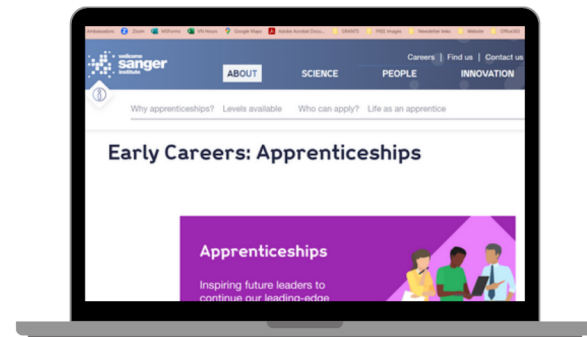 Ambassadors Zoom WEForms VN Hours Google Maps Adobe Acrobat Docu... GRANTS FREE Images Newsletter links Website Office365
Careers | Find us | Contact us
wellcome
sanger
institute
ABOUT SCIENCE PEOPLE INNOVATION
Why apprenticeships? Levels available Who can apply? Life as an apprentice
Early Careers: Apprenticeships
Apprenticeships
Inspiring future leaders to
continue our leading-edge